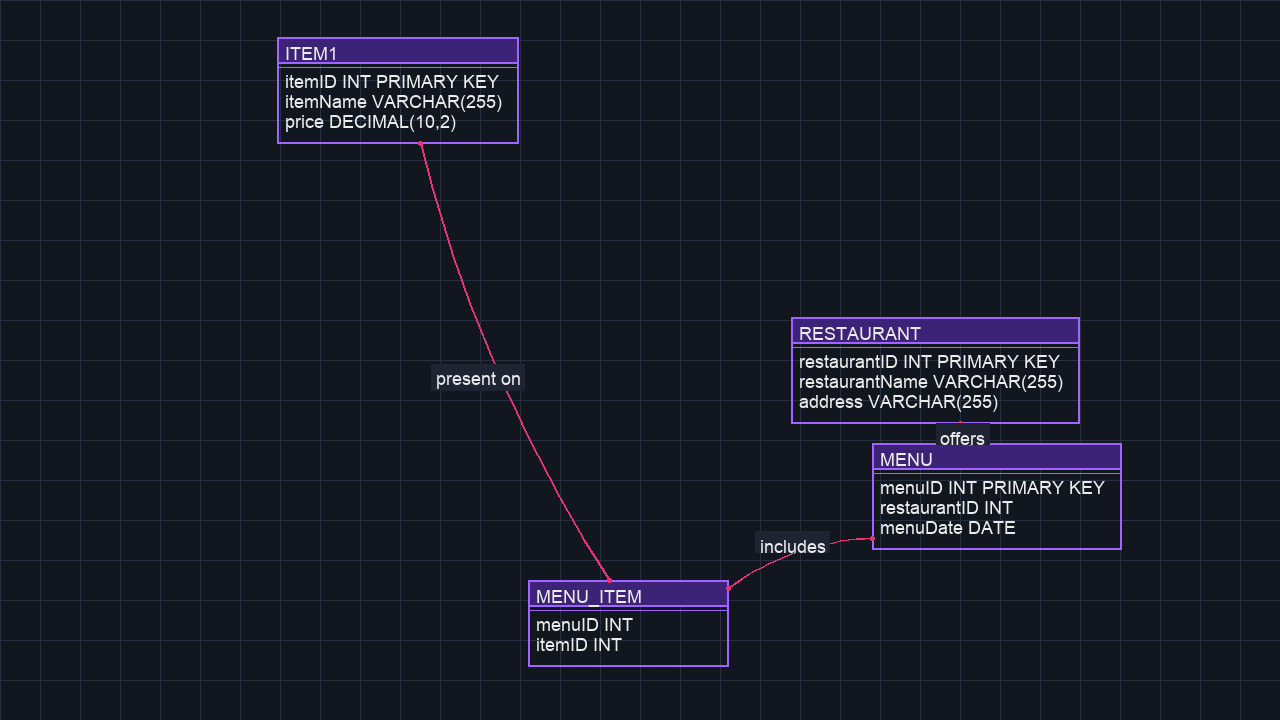 ITEM1
itemID INT PRIMARY KEY
itemName VARCHAR(255)
price DECIMAL(10,2)
present on
RESTAURANT
restaurantID INT PRIMARY KEY
restaurantName VARCHAR(255)
address VARCHAR(255)
offers
MENU
menuID INT PRIMARY KEY
restaurantID INT
menuDate DATE
includes
MENU_ITEM
menuID INT
itemID INT